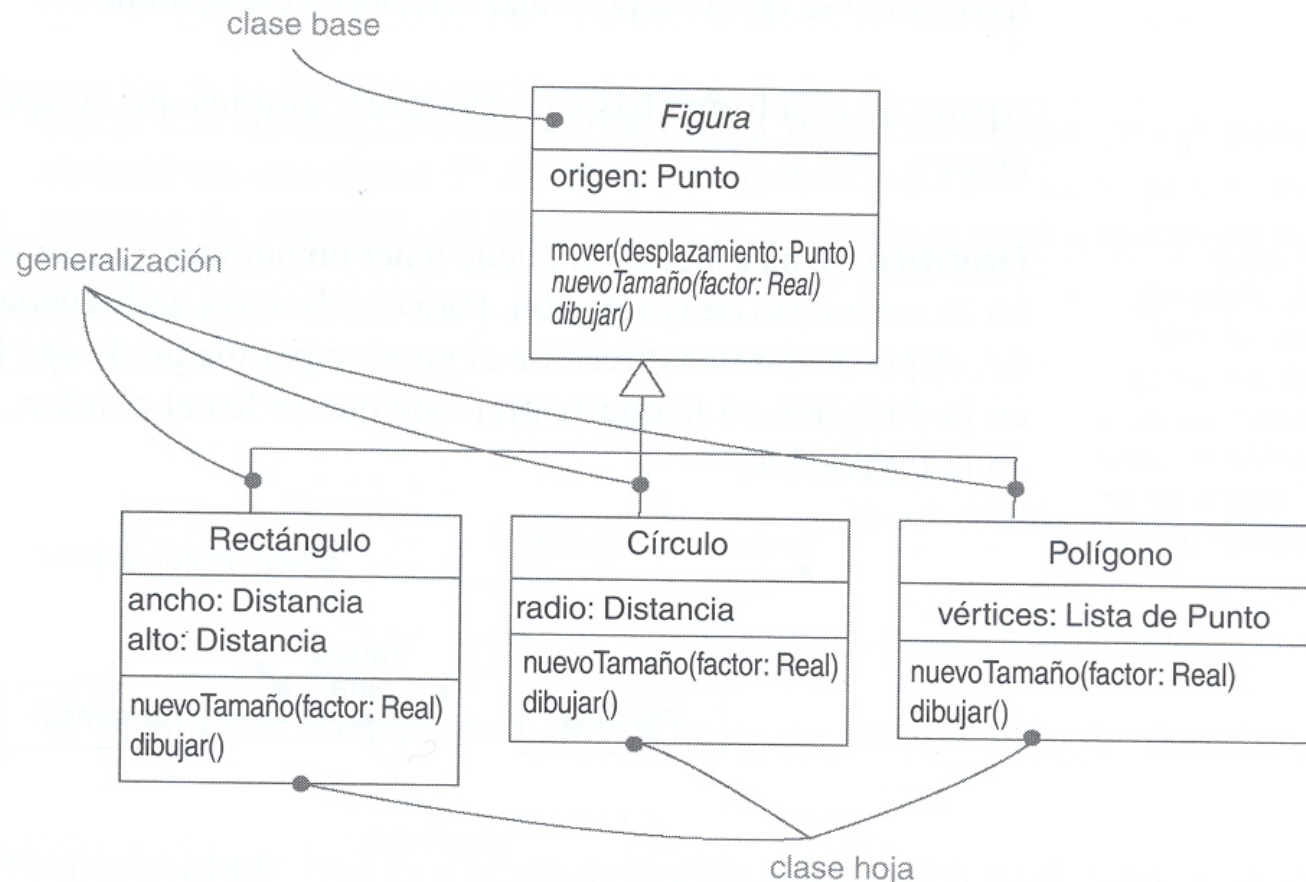 clase base
Figura
origen: Punto
mover(desplazamiento: Punto)
nuevoTamaño(factor: Real)
dibujar()
generalización
Rectángulo
ancho: Distancia
alto: Distancia
nuevoTamaño(factor: Real)
dibujar()
Círculo
radio: Distancia
nuevoTamaño(factor: Real)
dibujar()
Polígono
vértices: Lista de Punto
nuevoTamaño(factor: Real)
dibujar()
clase hoja